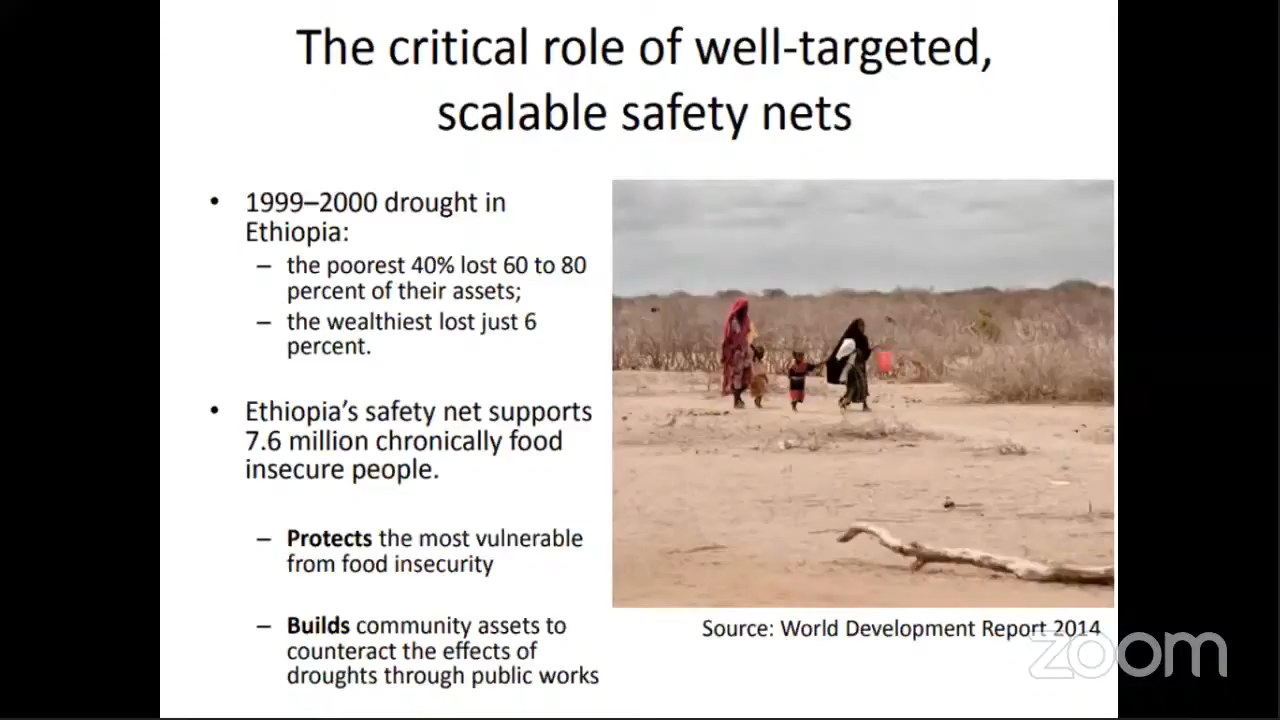 The critical role of well-targeted,
scalable safety nets
• 1999–2000 drought in
Ethiopia:
– the poorest 40% lost 60 to 80
percent of their assets;
– the wealthiest lost just 6
percent.
• Ethiopia’s safety net supports
7.6 million chronically food
insecure people.
– Protects the most vulnerable
from food insecurity
– Builds community assets to
counteract the effects of
droughts through public works
Source: World Development Report 2014
zoom